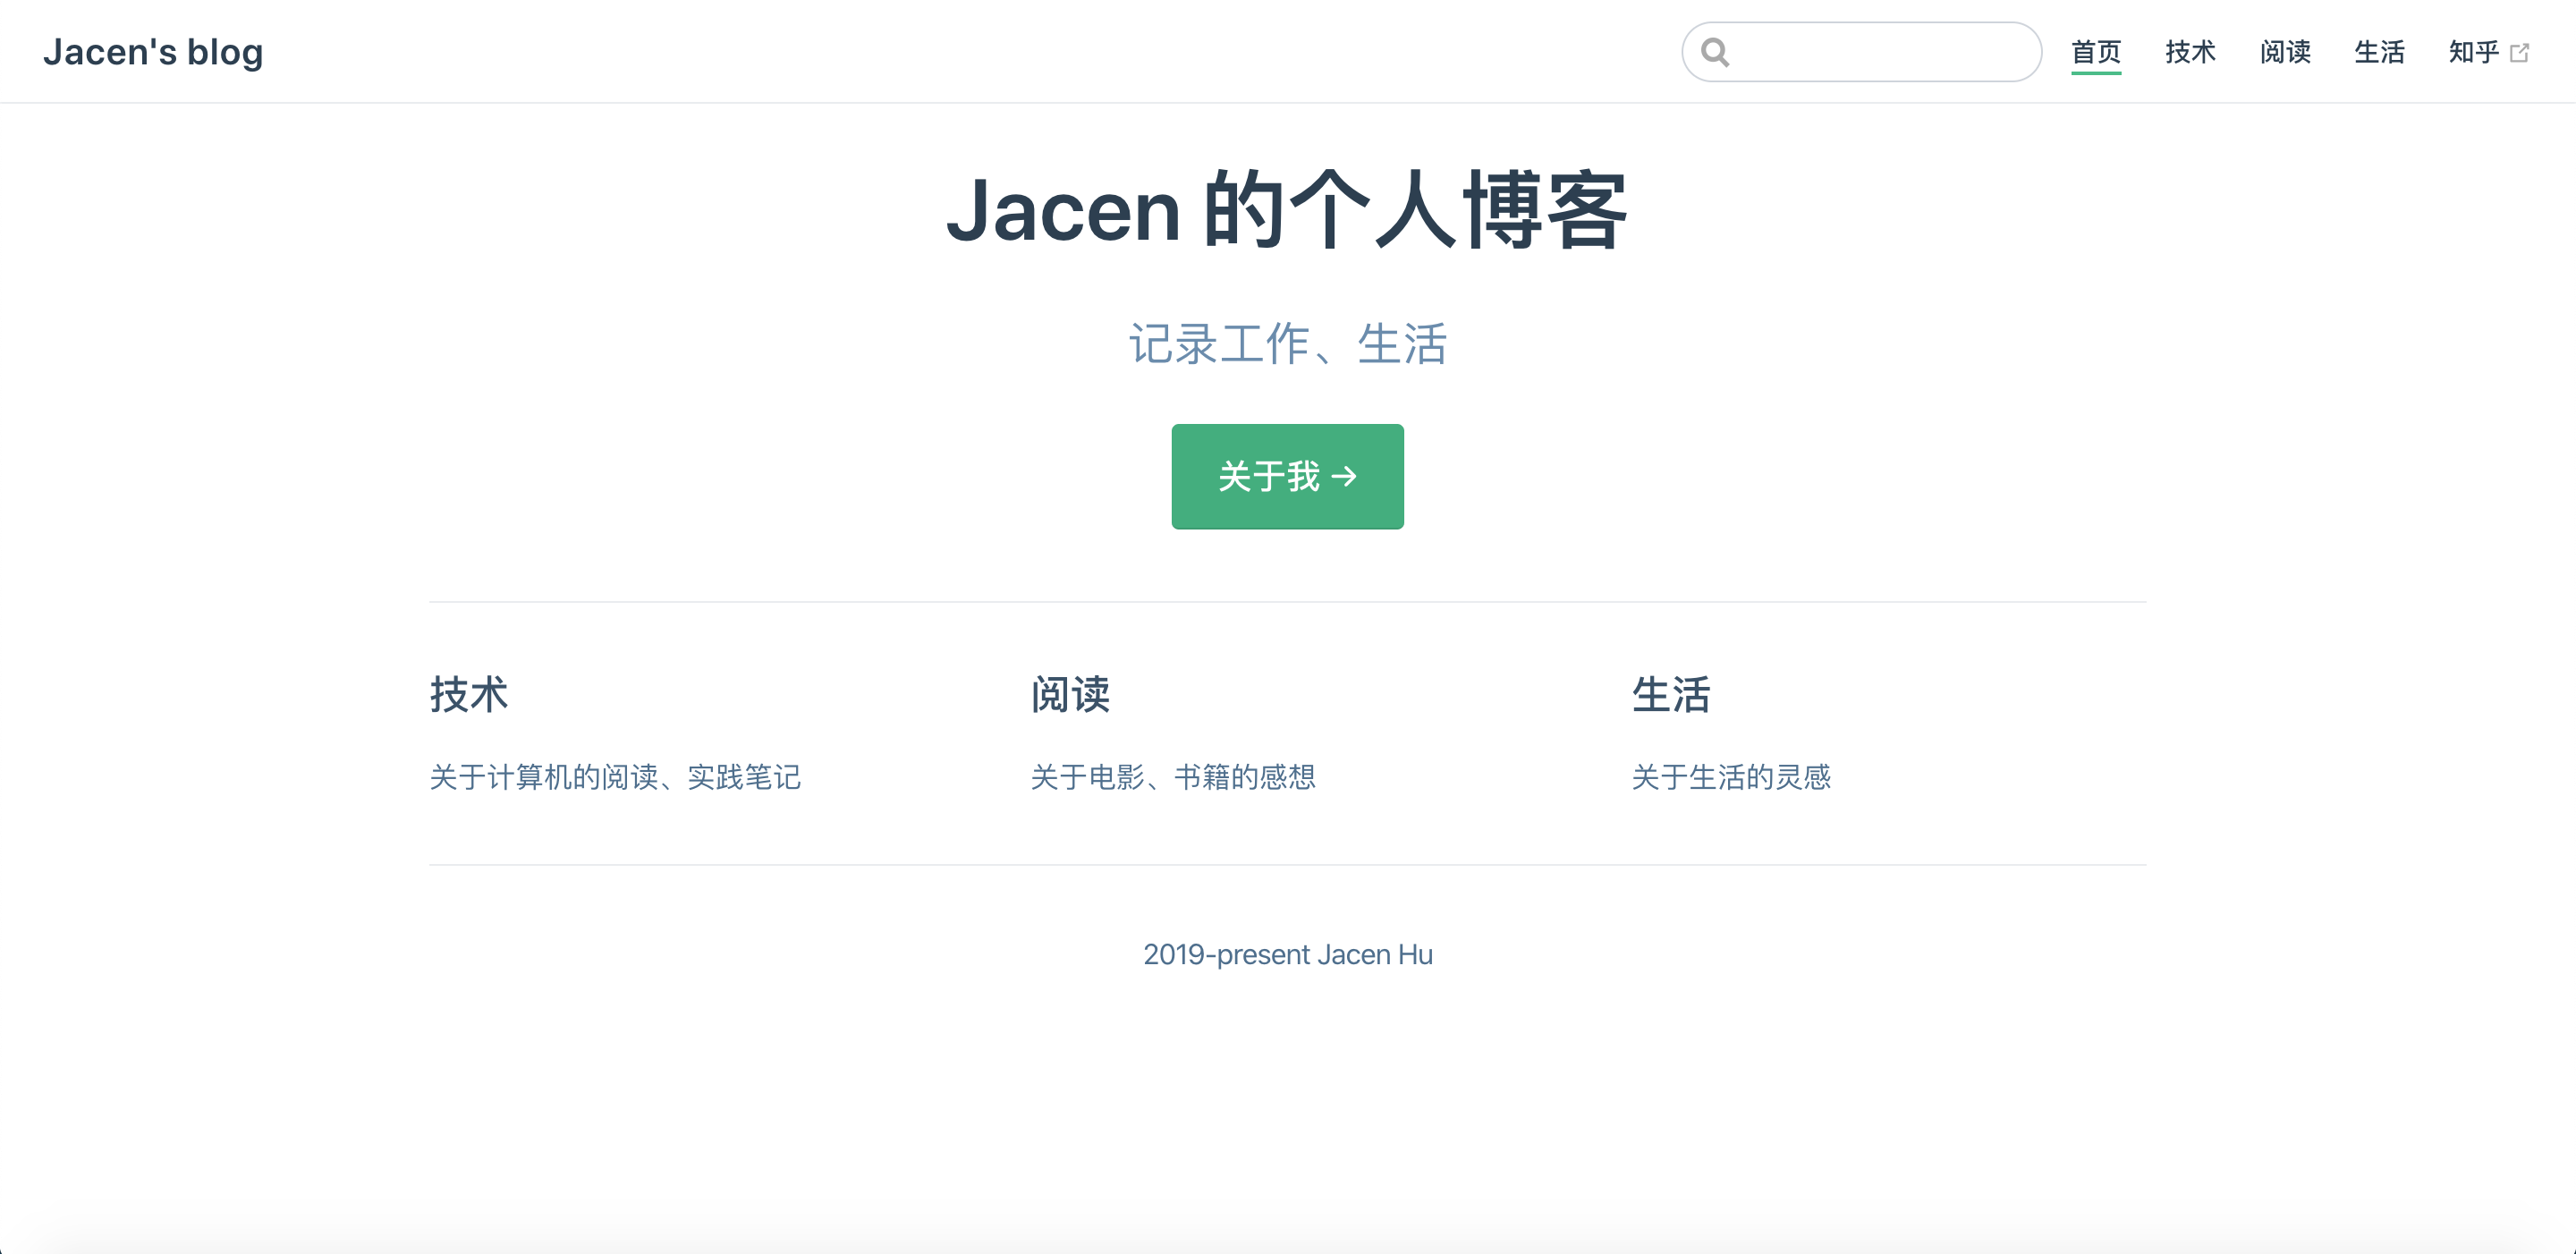 Jacen's blog
首页 技术 阅读 生活 知乎
Jacen 的个人博客
记录工作、生活
关于我 →
技术 阅读 生活
关于计算机的阅读、实践笔记 关于电影、书籍的感想 关于生活的灵感
2019-present Jacen Hu